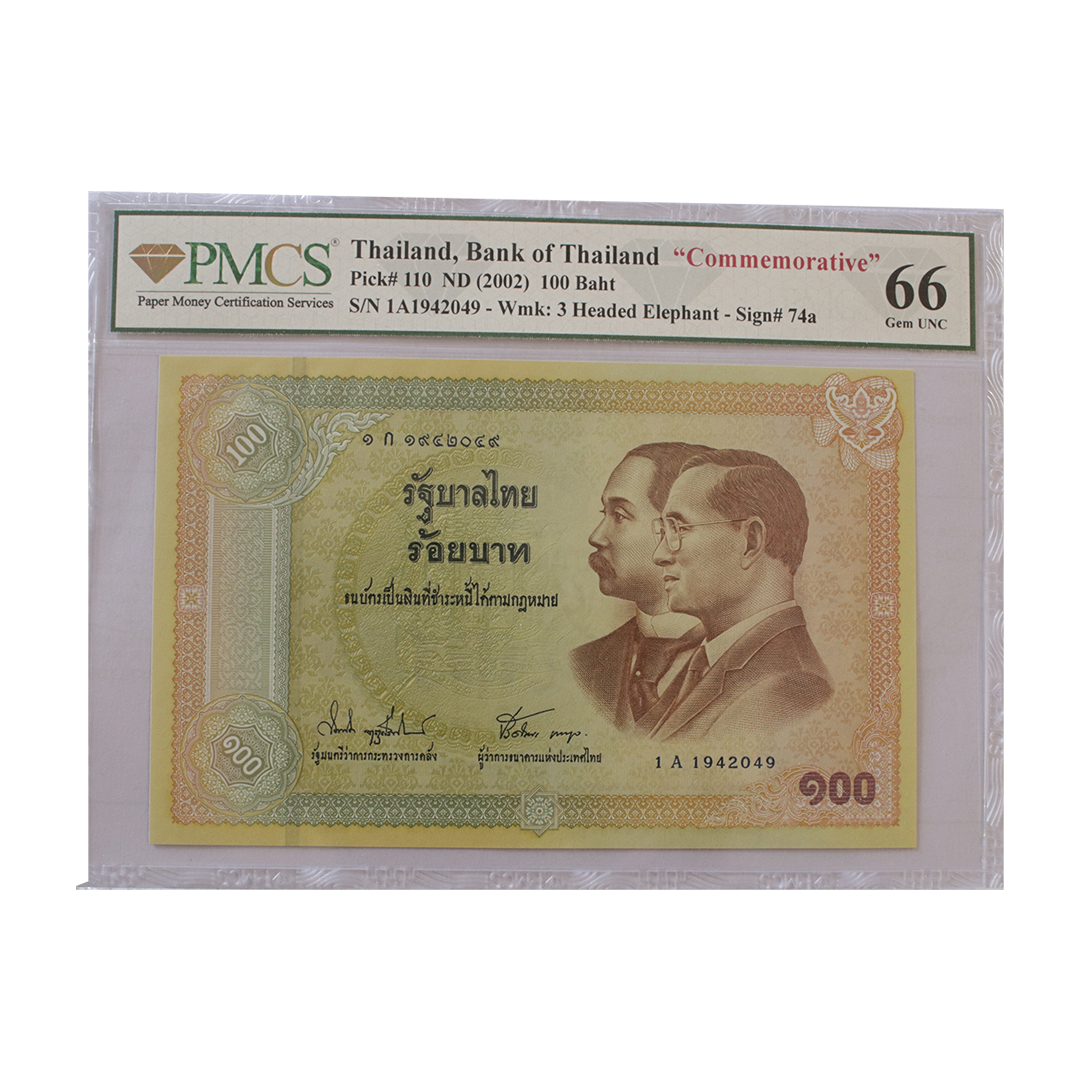 PMCS®
Paper Money Certification Services
Thailand, Bank of Thailand "Commemorative"
Pick# 110 ND (2002) 100 Baht
S/N 1A1942049 - Wmk: 3 Headed Elephant - Sign# 74a
66
Gem UNC
100
๑ ก ๑๙๔๒๐๔๙
รัฐบาลไทย
ร้อยบาท
ธนบัตรเป็นเงินที่ชำระหนี้ได้ตามกฎหมาย
รัฐมนตรีว่าการกระทรวงการคลัง
ผู้ว่าการธนาคารแห่งประเทศไทย
1 A 1942049
๑๐๐
๑๐๐